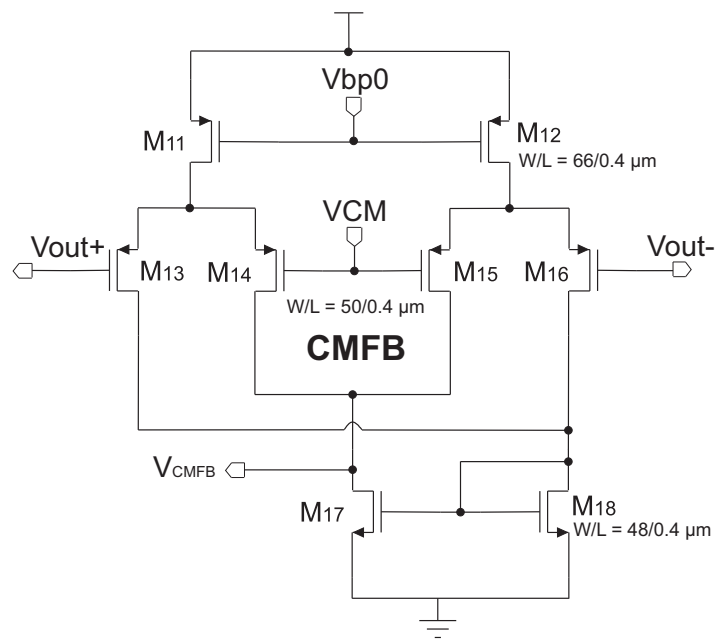 Vbp0
M11
M12
W/L = 66/0.4 µm
VCM
Vout+
Vout-
M13
M14
M15
M16
W/L = 50/0.4 µm
CMFB
VCMFB
M17
M18
W/L = 48/0.4 µm